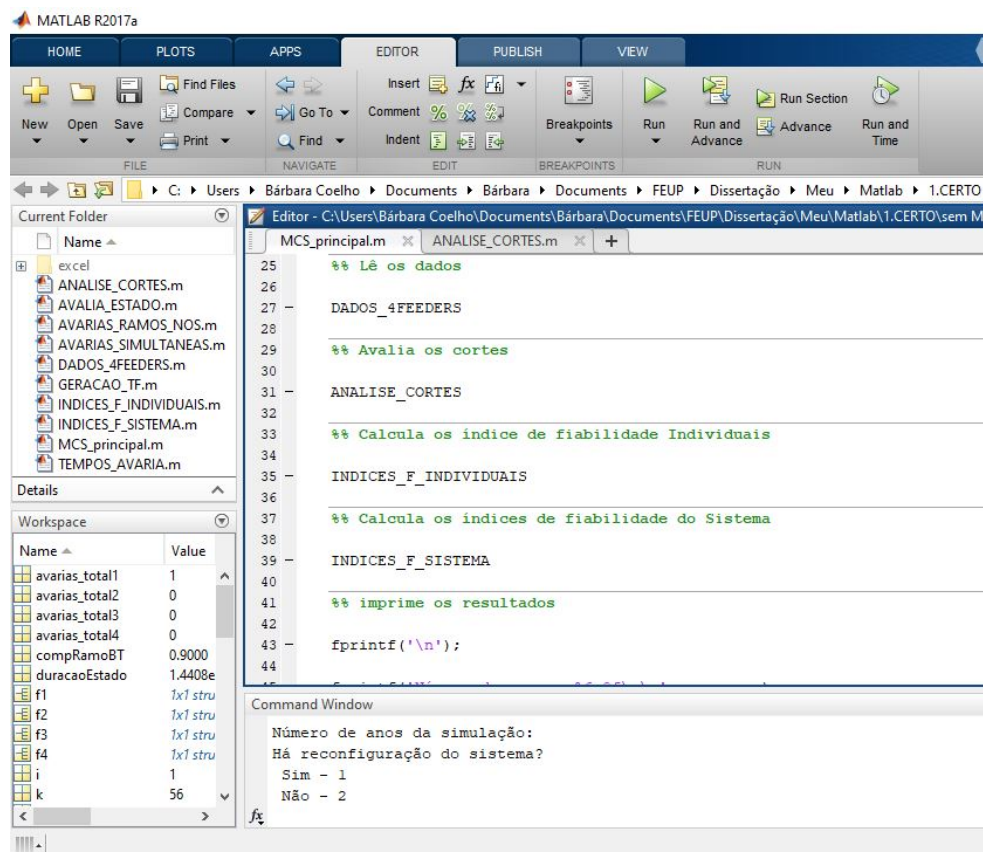 MATLAB R2017a
HOME PLOTS APPS EDITOR PUBLISH VIEW
New Open Save Find Files Compare Print
Go To Find
Insert fx
Comment
Indent
Breakpoints
Run Run and Advance Run Section Advance Run and Time
FILE NAVIGATE EDIT BREAKPOINTS RUN
C: Users Bárbara Coelho Documents Bárbara Documents FEUP Dissertação Meu Matlab 1.CERTO
Current Folder
Name
excel
ANALISE_CORTES.m
AVALIA_ESTADO.m
AVARIAS_RAMOS_NOS.m
AVARIAS_SIMULTANEAS.m
DADOS_4FEEDERS.m
GERACAO_TF.m
INDICES_F_INDIVIDUAIS.m
INDICES_F_SISTEMA.m
MCS_principal.m
TEMPOS_AVARIA.m
Details
Workspace
Name Value
avarias_total1 1
avarias_total2 0
avarias_total3 0
avarias_total4 0
compRamoBT 0.9000
duracaoEstado 1.4408e
f1 1x1 stru
f2 1x1 stru
f3 1x1 stru
f4 1x1 stru
i 1
k 56
Editor - C:\Users\Bárbara Coelho\Documents\Bárbara\Documents\FEUP\Dissertação\Meu\Matlab\1.CERTO\sem M
MCS_principal.m ANALISE_CORTES.m +
25 %% Lê os dados
26
27 – DADOS_4FEEDERS
28
29 %% Avalia os cortes
30
31 – ANALISE_CORTES
32
33 %% Calcula os índice de fiabilidade Individuais
34
35 – INDICES_F_INDIVIDUAIS
36
37 %% Calcula os índices de fiabilidade do Sistema
38
39 – INDICES_F_SISTEMA
40
41 %% imprime os resultados
42
43 – fprintf('\n');
44
Command Window
Número de anos da simulação:
Há reconfiguração do sistema?
Sim - 1
Não - 2
fx